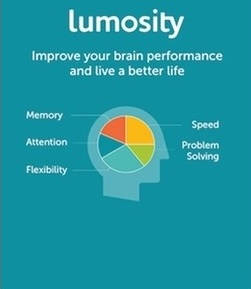 lumosity
Improve your brain performance
and live a better life
Memory
Speed
Attention
Problem
Solving
Flexibility